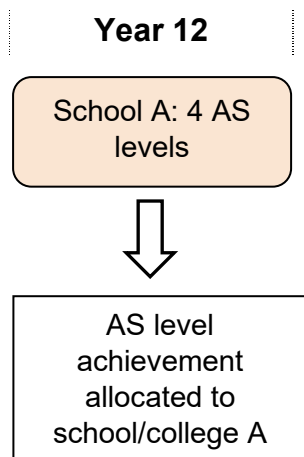 Year 12
School A: 4 AS
levels
AS level
achievement
allocated to
school/college A